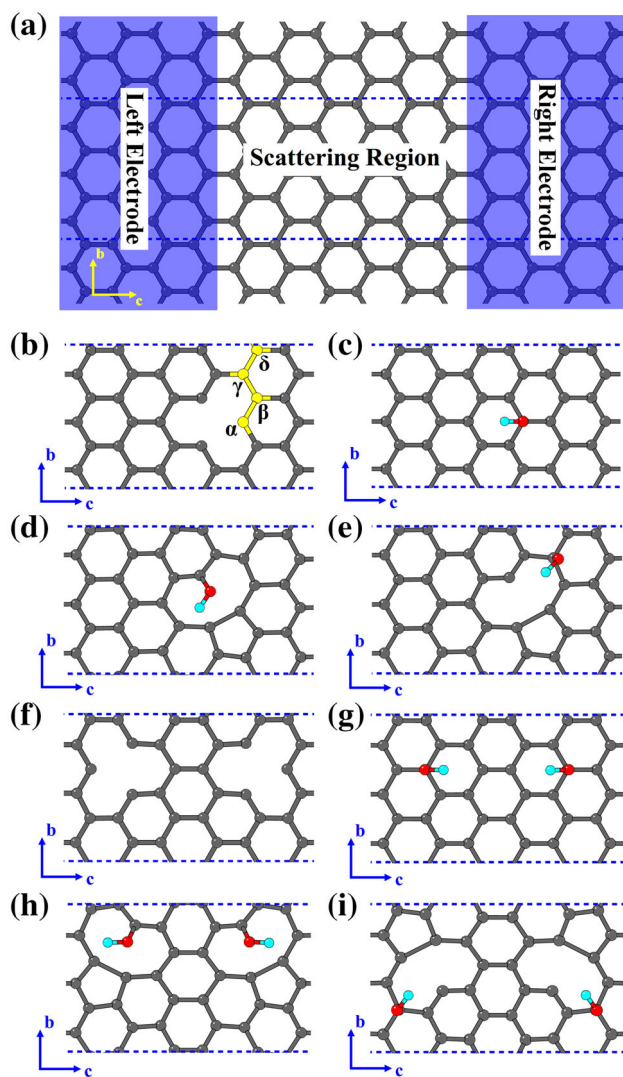 (a)
Left Electrode
Scattering Region
Right Electrode
b
c
(b)
δ
γ
β
α
b
c
(c)
b
c
(d)
b
c
(e)
b
c
(f)
b
c
(g)
b
c
(h)
b
c
(i)
b
c